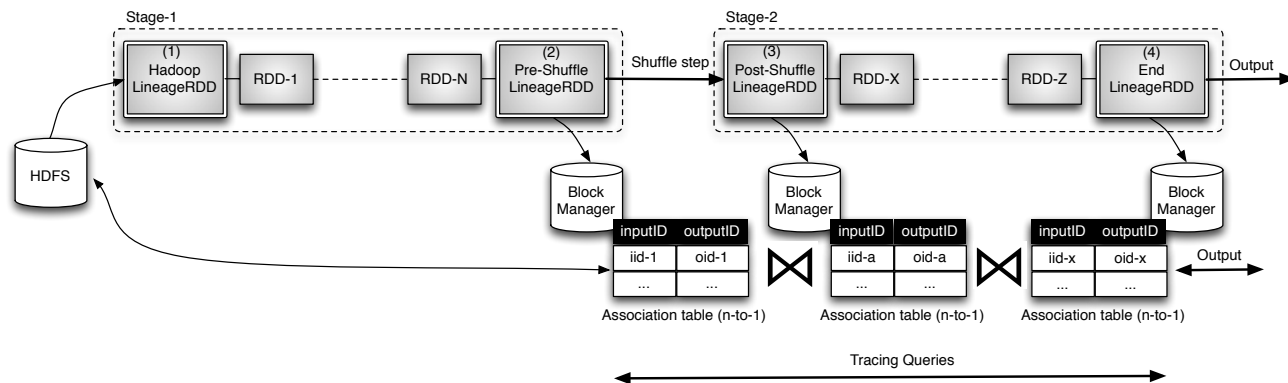 Stage-1
Stage-2
(1)
Hadoop
LineageRDD
RDD-1
RDD-N
(2)
Pre-Shuffle
LineageRDD
Shuffle step
(3)
Post-Shuffle
LineageRDD
RDD-X
RDD-Z
(4)
End
LineageRDD
Output
HDFS
Block
Manager
Block
Manager
Block
Manager
inputID outputID
iid-1 oid-1
... ...
Association table (n-to-1)
inputID outputID
iid-a oid-a
... ...
Association table (n-to-1)
inputID outputID
iid-x oid-x
... ...
Association table (n-to-1)
Output
Tracing Queries